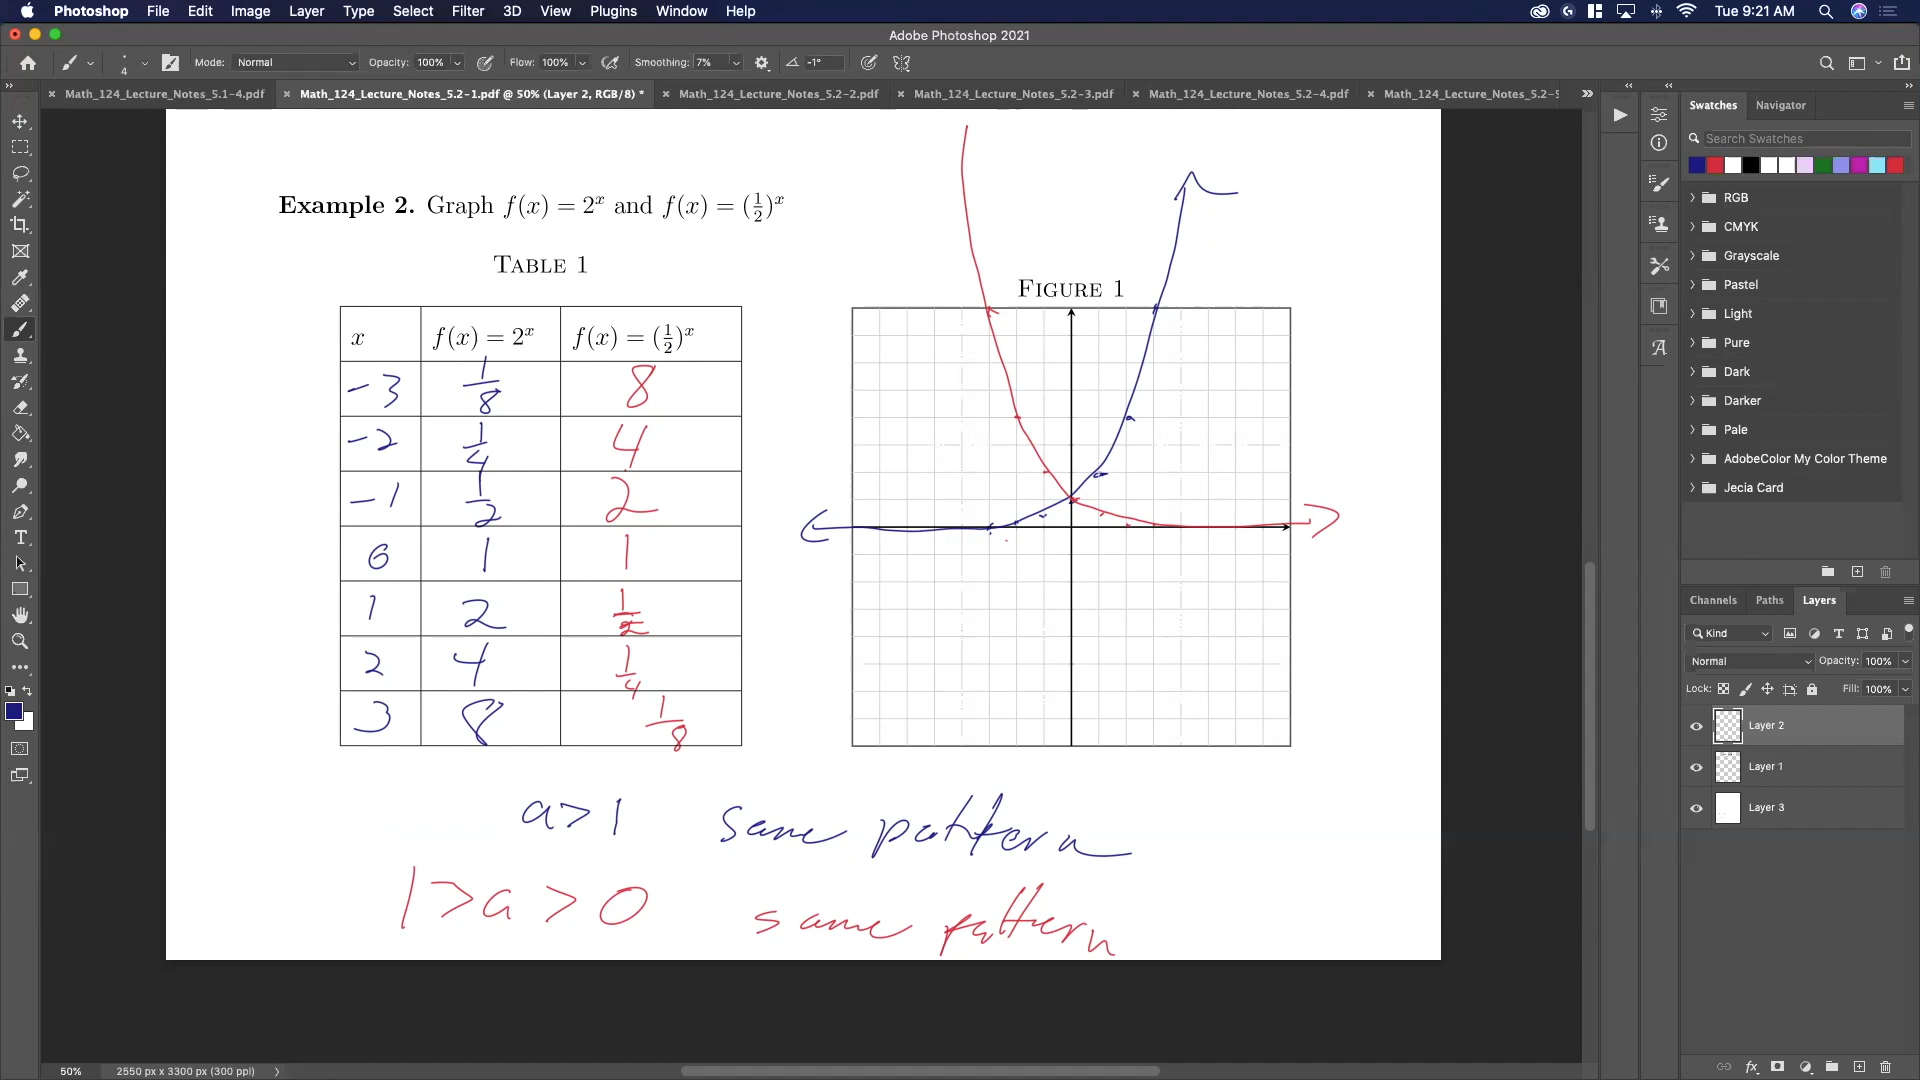 Photoshop File Edit Image Layer Type Select Filter 3D View Plugins Window Help Tue 9:21 AM
Adobe Photoshop 2021
4 Mode: Normal Opacity: 100% Flow: 100% Smoothing: 7% -1°
Math_124_Lecture_Notes_5.1-4.pdf Math_124_Lecture_Notes_5.2-1.pdf @ 50% (Layer 2, RGB/8) * Math_124_Lecture_Notes_5.2-2.pdf Math_124_Lecture_Notes_5.2-3.pdf Math_124_Lecture_Notes_5.2-4.pdf Math_124_Lecture_Notes_5.2-5
Example 2. Graph f(x) = 2^x and f(x) = (1/2)^x
TABLE 1
x f(x) = 2^x f(x) = (1/2)^x
-3 1/8 8
-2 1/4 4
-1 1/2 2
0 1 1
1 2 1/2
2 4 1/4
3 8 1/8
FIGURE 1
a>1 same pattern
1>a>0 same pattern
Swatches Navigator
Search Swatches
RGB
CMYK
Grayscale
Pastel
Light
Pure
Dark
Darker
Pale
AdobeColor My Color Theme
Jecia Card
Channels Paths Layers
Kind
Normal Opacity: 100%
Lock: Fill: 100%
Layer 2
Layer 1
Layer 3
50% 2550 px x 3300 px (300 ppi)